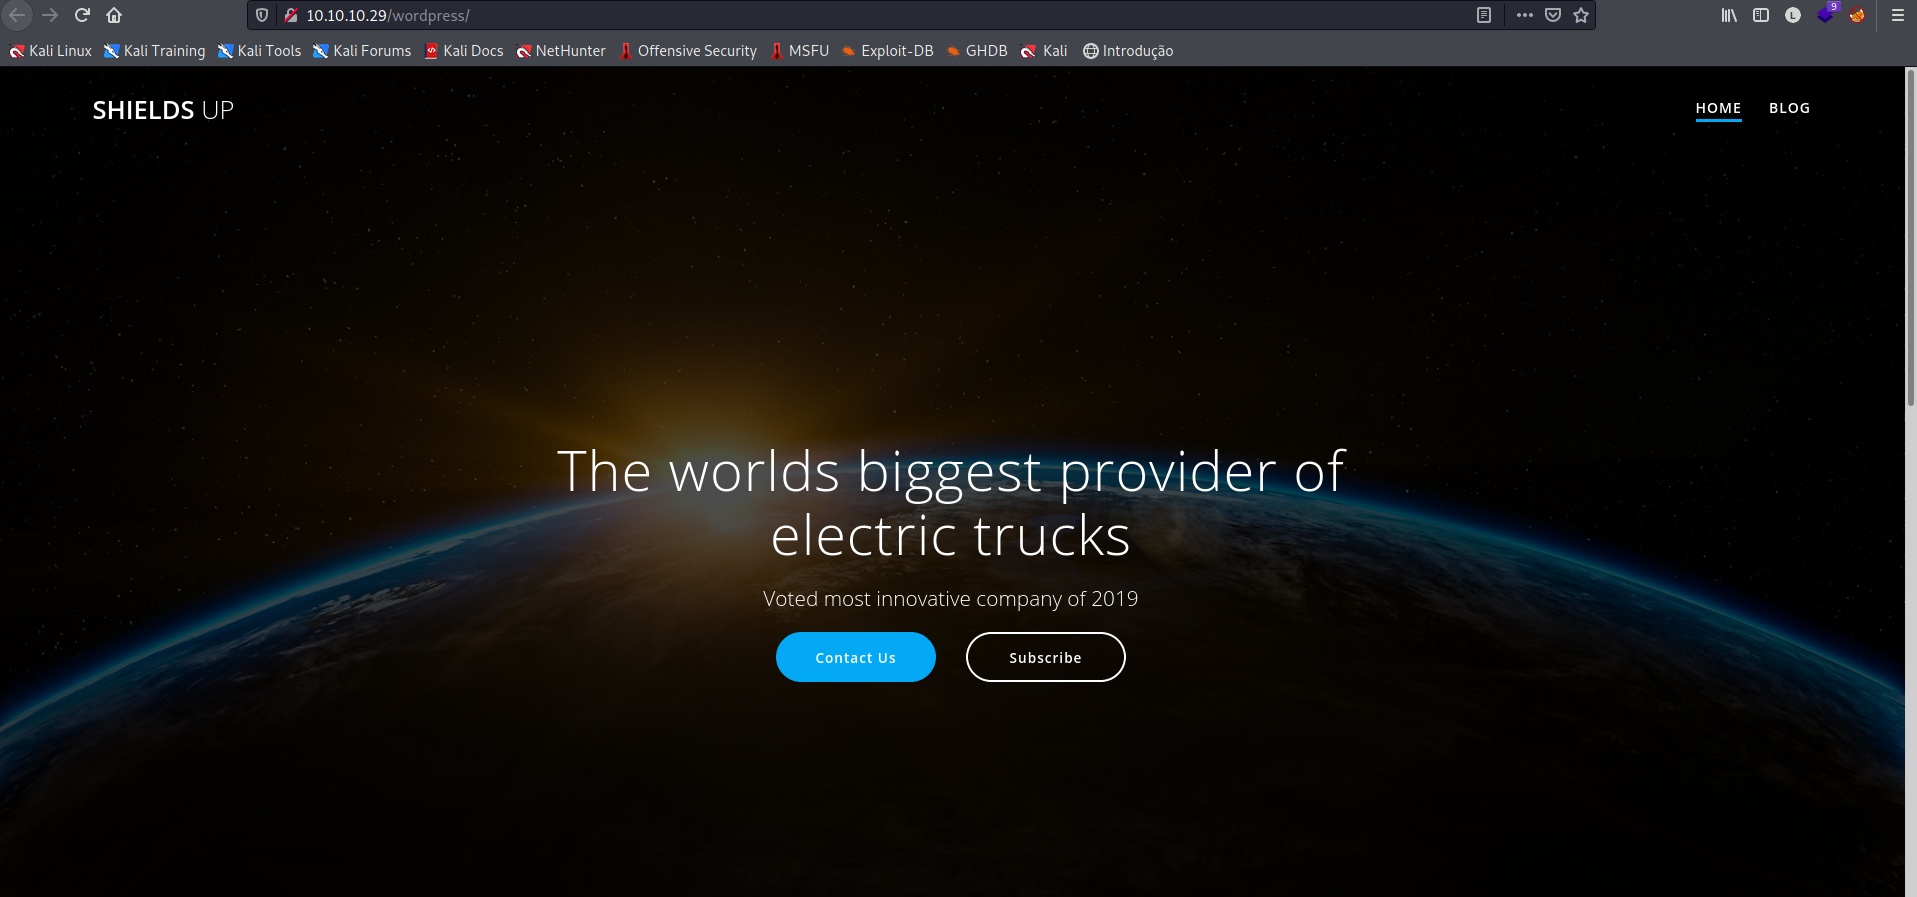 10.10.10.29/wordpress/
9
L
Kali Linux Kali Training Kali Tools Kali Forums Kali Docs NetHunter Offensive Security MSFU Exploit-DB GHDB Kali Introdução
SHIELDS UP HOME BLOG
The worlds biggest provider of
electric trucks
Voted most innovative company of 2019
Contact Us Subscribe